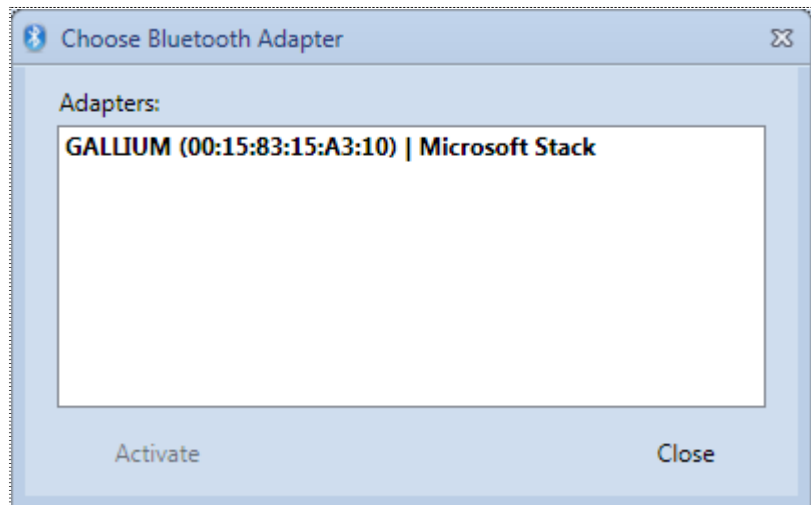 Choose Bluetooth Adapter
Adapters:
GALLIUM (00:15:83:15:A3:10) | Microsoft Stack
Activate
Close